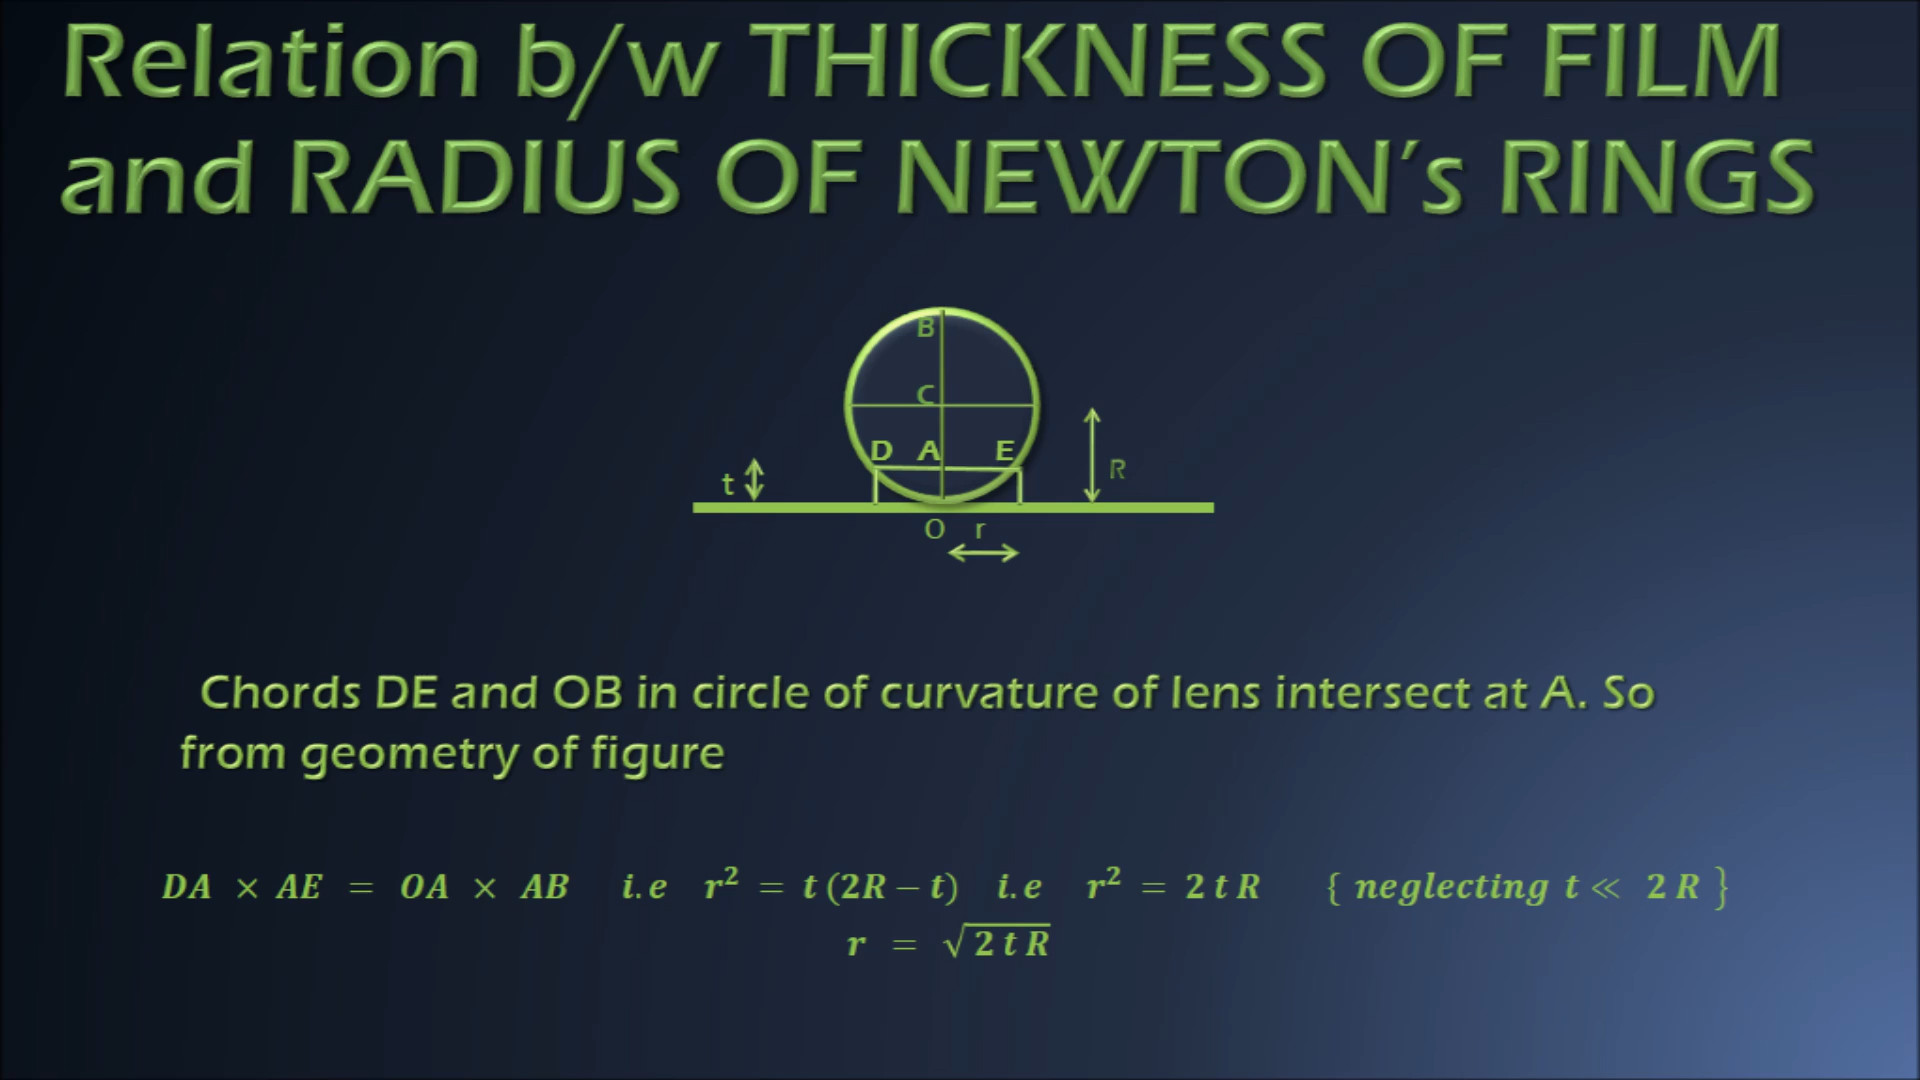 Relation b/w THICKNESS OF FILM
and RADIUS OF NEWTON's RINGS
B
C
D A E
t
R
O r
Chords DE and OB in circle of curvature of lens intersect at A. So
from geometry of figure
DA × AE = OA × AB i.e r² = t (2R − t) i.e r² = 2 t R { neglecting t ≪ 2 R }
r = √2 t R